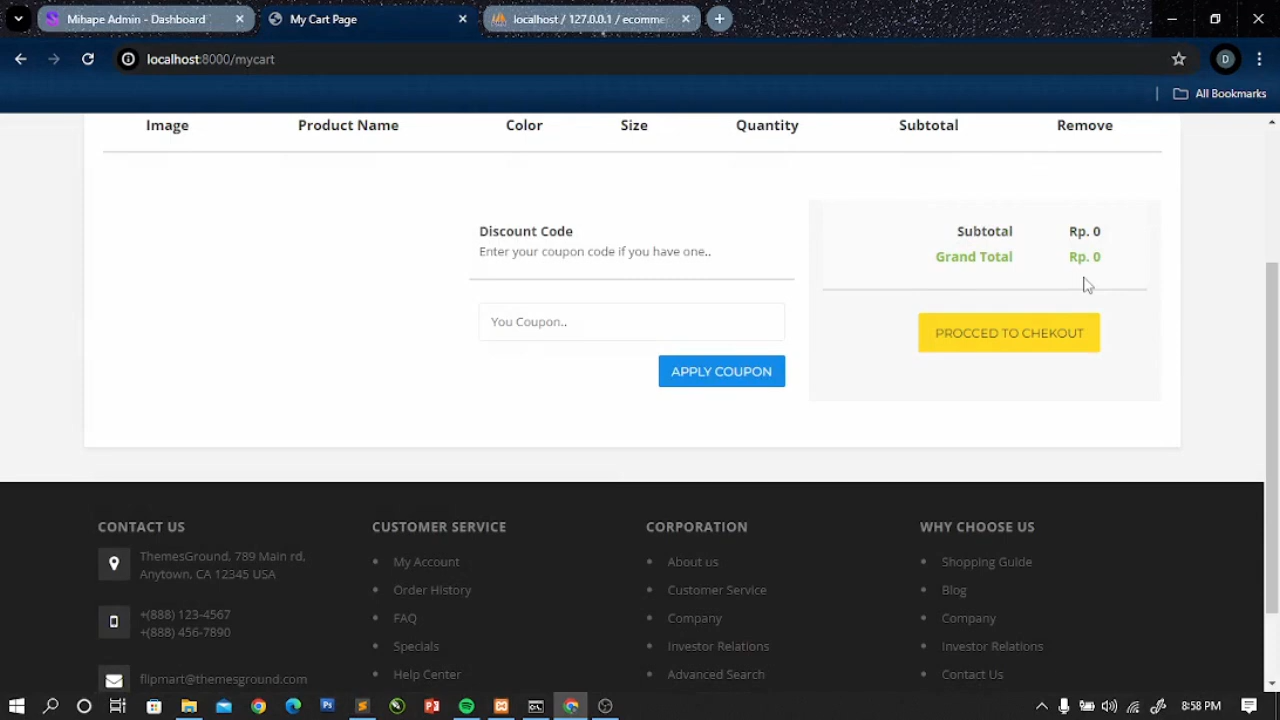 Mihape Admin - Dashboard
My Cart Page
localhost / 127.0.0.1 / ecomme
localhost:8000/mycart
D
All Bookmarks
Image Product Name Color Size Quantity Subtotal Remove
Discount Code
Enter your coupon code if you have one..
You Coupon..
APPLY COUPON
Subtotal Rp. 0
Grand Total Rp. 0
PROCCED TO CHEKOUT
CONTACT US
ThemesGround, 789 Main rd,
Anytown, CA 12345 USA
+(888) 123-4567
+(888) 456-7890
flipmart@themesground.com
CUSTOMER SERVICE
My Account
Order History
FAQ
Specials
Help Center
CORPORATION
About us
Customer Service
Company
Investor Relations
Advanced Search
WHY CHOOSE US
Shopping Guide
Blog
Company
Investor Relations
Contact Us
8:58 PM